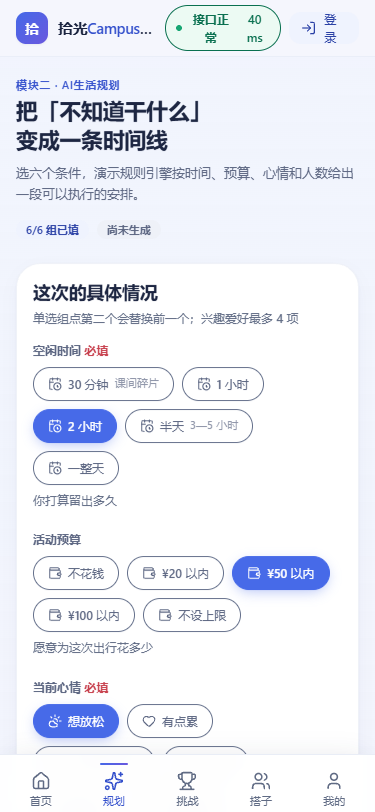 拾 拾光Campus... 接口正常 40 ms 登录
模块二 · AI生活规划
把「不知道干什么」
变成一条时间线
选六个条件，演示规则引擎按时间、预算、心情和人数给出
一段可以执行的安排。
6/6 组已填 尚未生成
这次的具体情况
单选组点第二个会替换前一个；兴趣爱好最多 4 项
空闲时间 必填
30 分钟 课间碎片 1 小时
2 小时 半天 3—5 小时
一整天
你打算留出多久
活动预算
不花钱 ¥20 以内 ¥50 以内
¥100 以内 不设上限
愿意为这次出行花多少
当前心情 必填
想放松 有点累
首页 规划 挑战 搭子 我的